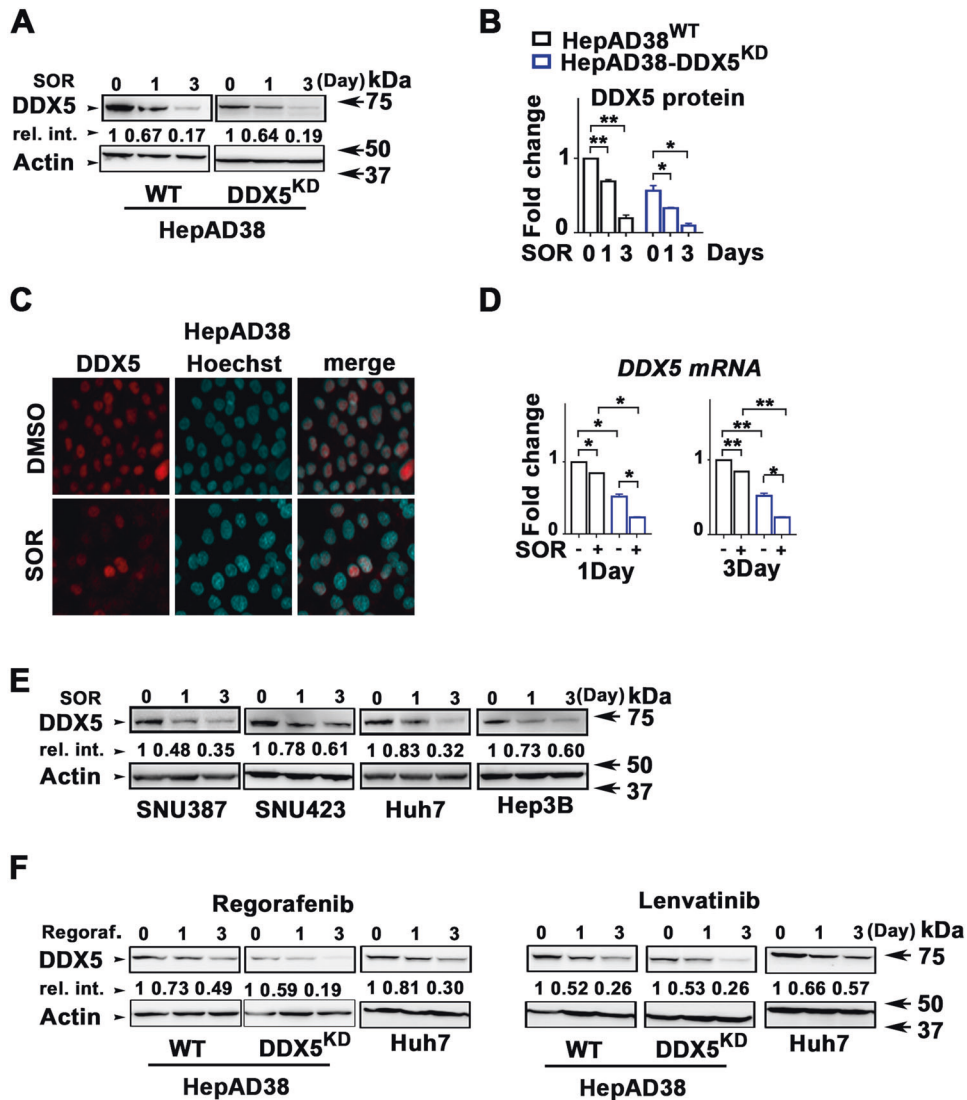 A
SOR 0 1 3 0 1 3 (Day) kDa
DDX5 75
rel. int. 1 0.67 0.17 1 0.64 0.19
Actin 50
37
WT DDX5KD
HepAD38
B
HepAD38WT
HepAD38-DDX5KD
DDX5 protein
** *
** *
Fold change
1
0
SOR 0 1 3 0 1 3 Days
C
HepAD38
DDX5 Hoechst merge
DMSO
SOR
D
DDX5 mRNA
* **
* **
* * ** *
Fold change
1 1
0 0
SOR - + - + - + - +
1Day 3Day
E
SOR 0 1 3 0 1 3 0 1 3 0 1 3 (Day) kDa
DDX5 75
rel. int. 1 0.48 0.35 1 0.78 0.61 1 0.83 0.32 1 0.73 0.60
Actin 50
37
SNU387 SNU423 Huh7 Hep3B
F
Regorafenib Lenvatinib
Regoraf. 0 1 3 0 1 3 0 1 3 0 1 3 0 1 3 0 1 3 (Day) kDa
DDX5 75
rel. int. 1 0.73 0.49 1 0.59 0.19 1 0.81 0.30 1 0.52 0.26 1 0.53 0.26 1 0.66 0.57
Actin 50
37
WT DDX5KD Huh7 WT DDX5KD Huh7
HepAD38 HepAD38